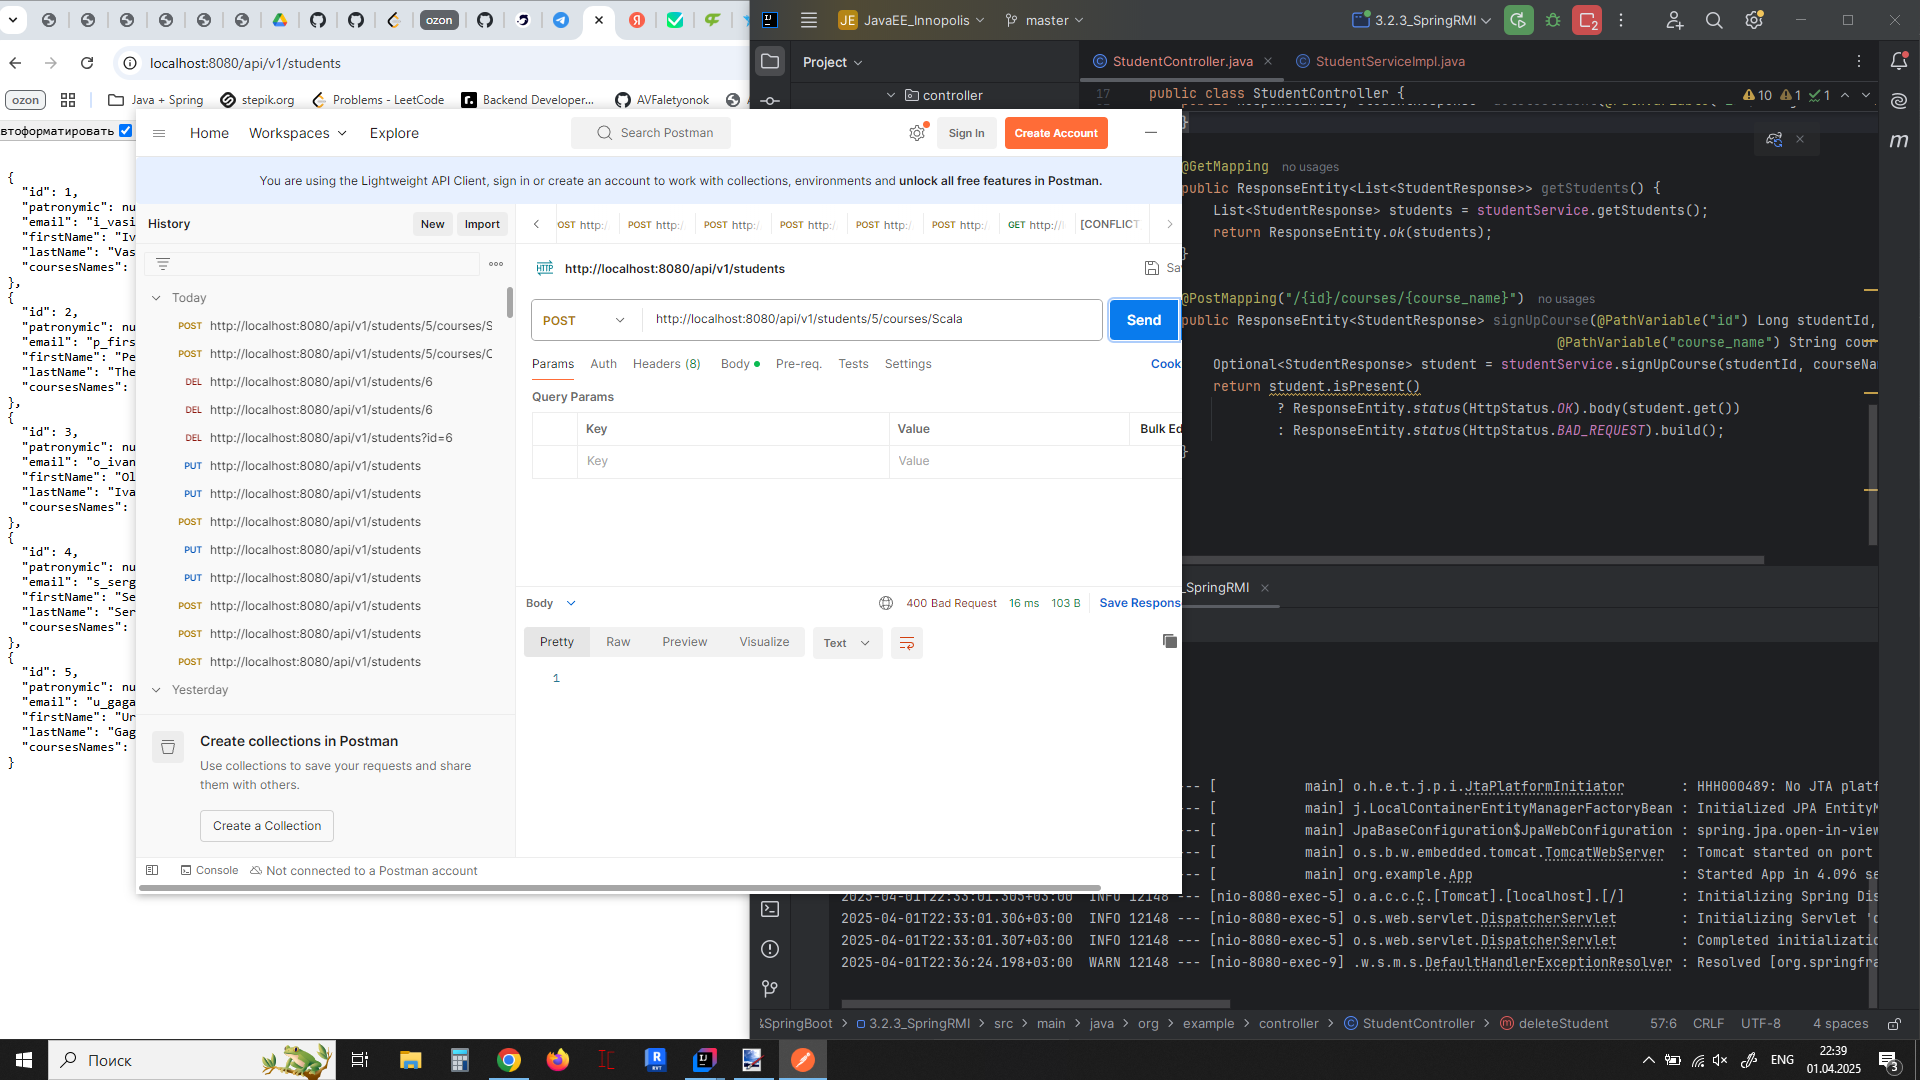 ozon
localhost:8080/api/v1/students
ozon
Java + Spring
stepik.org
Problems - LeetCode
Backend Developer...
AVFaletyonok
втоформатировать
{
"id": 1,
"patronymic": nu
"email": "i_vasi
"firstName": "Iv
"lastName": "Vas
"coursesNames":
},
{
"id": 2,
"patronymic": nu
"email": "p_firs
"firstName": "Pe
"lastName": "The
"coursesNames":
},
{
"id": 3,
"patronymic": nu
"email": "o_ivan
"firstName": "Ol
"lastName": "Iva
"coursesNames":
},
{
"id": 4,
"patronymic": nu
"email": "s_serg
"firstName": "Se
"lastName": "Ser
"coursesNames":
},
{
"id": 5,
"patronymic": nu
"email": "u_gaga
"firstName": "Ur
"lastName": "Gag
"coursesNames":
}
Home
Workspaces
Explore
Search Postman
Sign In
Create Account
You are using the Lightweight API Client, sign in or create an account to work with collections, environments and unlock all free features in Postman.
History
New
Import
Today
POST http://localhost:8080/api/v1/students/5/courses/S
POST http://localhost:8080/api/v1/students/5/courses/C
DEL http://localhost:8080/api/v1/students/6
DEL http://localhost:8080/api/v1/students/6
DEL http://localhost:8080/api/v1/students?id=6
PUT http://localhost:8080/api/v1/students
PUT http://localhost:8080/api/v1/students
POST http://localhost:8080/api/v1/students
PUT http://localhost:8080/api/v1/students
PUT http://localhost:8080/api/v1/students
POST http://localhost:8080/api/v1/students
POST http://localhost:8080/api/v1/students
POST http://localhost:8080/api/v1/students
Yesterday
Create collections in Postman
Use collections to save your requests and share
them with others.
Create a Collection
Console
Not connected to a Postman account
OST http:/
POST http:/
POST http:/
POST http:/
POST http:/
POST http:/
GET http://l
[CONFLICT
HTTP http://localhost:8080/api/v1/students
Sa
POST
http://localhost:8080/api/v1/students/5/courses/Scala
Send
Params
Auth
Headers (8)
Body
Pre-req.
Tests
Settings
Cook
Query Params
Key
Value
Bulk Ed
Key
Value
Body
400 Bad Request
16 ms
103 B
Save Respons
Pretty
Raw
Preview
Visualize
Text
1
JE JavaEE_Innopolis
master
3.2.3_SpringRMI
2
Project
controller
StudentController.java
StudentServiceImpl.java
17 public class StudentController {
10
1
1
}
@GetMapping no usages
public ResponseEntity<List<StudentResponse>> getStudents() {
List<StudentResponse> students = studentService.getStudents();
return ResponseEntity.ok(students);
}
@PostMapping("/{id}/courses/{course_name}") no usages
public ResponseEntity<StudentResponse> signUpCourse(@PathVariable("id") Long studentId,
@PathVariable("course_name") String cour
Optional<StudentResponse> student = studentService.signUpCourse(studentId, courseNa
return student.isPresent()
? ResponseEntity.status(HttpStatus.OK).body(student.get())
: ResponseEntity.status(HttpStatus.BAD_REQUEST).build();
}
_SpringRMI
--- [ main] o.h.e.t.j.p.i.JtaPlatformInitiator : HHH000489: No JTA platf
--- [ main] j.LocalContainerEntityManagerFactoryBean : Initialized JPA EntityM
--- [ main] JpaBaseConfiguration$JpaWebConfiguration : spring.jpa.open-in-view
--- [ main] o.s.b.w.embedded.tomcat.TomcatWebServer : Tomcat started on port
--- [ main] org.example.App : Started App in 4.096 se
2025-04-01T22:33:01.305+03:00 INFO 12148 --- [nio-8080-exec-5] o.a.c.c.C.[Tomcat].[localhost].[/] : Initializing Spring Dis
2025-04-01T22:33:01.306+03:00 INFO 12148 --- [nio-8080-exec-5] o.s.web.servlet.DispatcherServlet : Initializing Servlet 'd
2025-04-01T22:33:01.307+03:00 INFO 12148 --- [nio-8080-exec-5] o.s.web.servlet.DispatcherServlet : Completed initializatio
2025-04-01T22:36:24.198+03:00 WARN 12148 --- [nio-8080-exec-9] .w.s.m.s.DefaultHandlerExceptionResolver : Resolved [org.springfra
SpringBoot > 3.2.3_SpringRMI > src > main > java > org > example > controller > StudentController > deleteStudent
57:6
CRLF
UTF-8
4 spaces
Поиск
ENG
22:39
01.04.2025
3